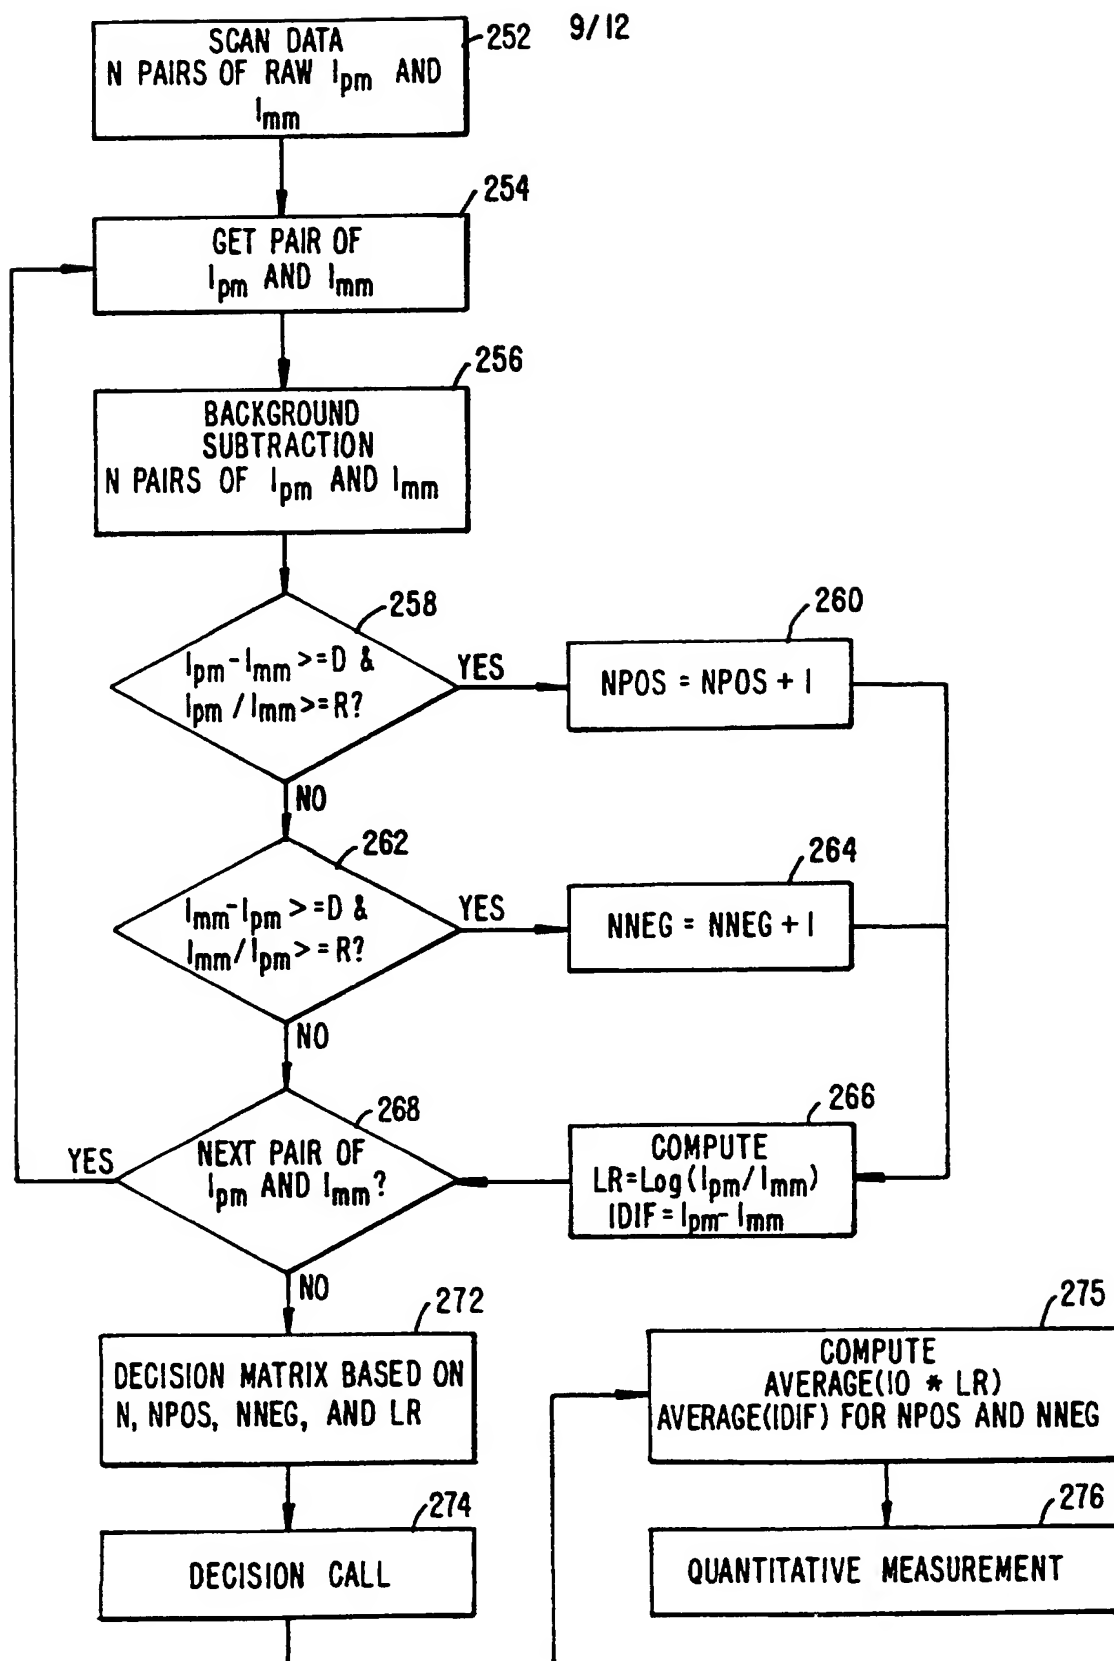 9/12
252
SCAN DATA
N PAIRS OF RAW Ipm AND
Imm
254
GET PAIR OF
Ipm AND Imm
256
BACKGROUND
SUBTRACTION
N PAIRS OF Ipm AND Imm
258
Ipm-Imm>=D &
Ipm/Imm>=R?
YES
260
NPOS = NPOS + 1
NO
262
Imm-Ipm>=D &
Imm/Ipm>=R?
YES
264
NNEG = NNEG + 1
NO
268
NEXT PAIR OF
Ipm AND Imm?
YES
266
COMPUTE
LR=Log(Ipm/Imm)
IDIF=Ipm-Imm
NO
272
DECISION MATRIX BASED ON
N, NPOS, NNEG, AND LR
274
DECISION CALL
275
COMPUTE
AVERAGE(10 * LR)
AVERAGE(IDIF) FOR NPOS AND NNEG
276
QUANTITATIVE MEASUREMENT